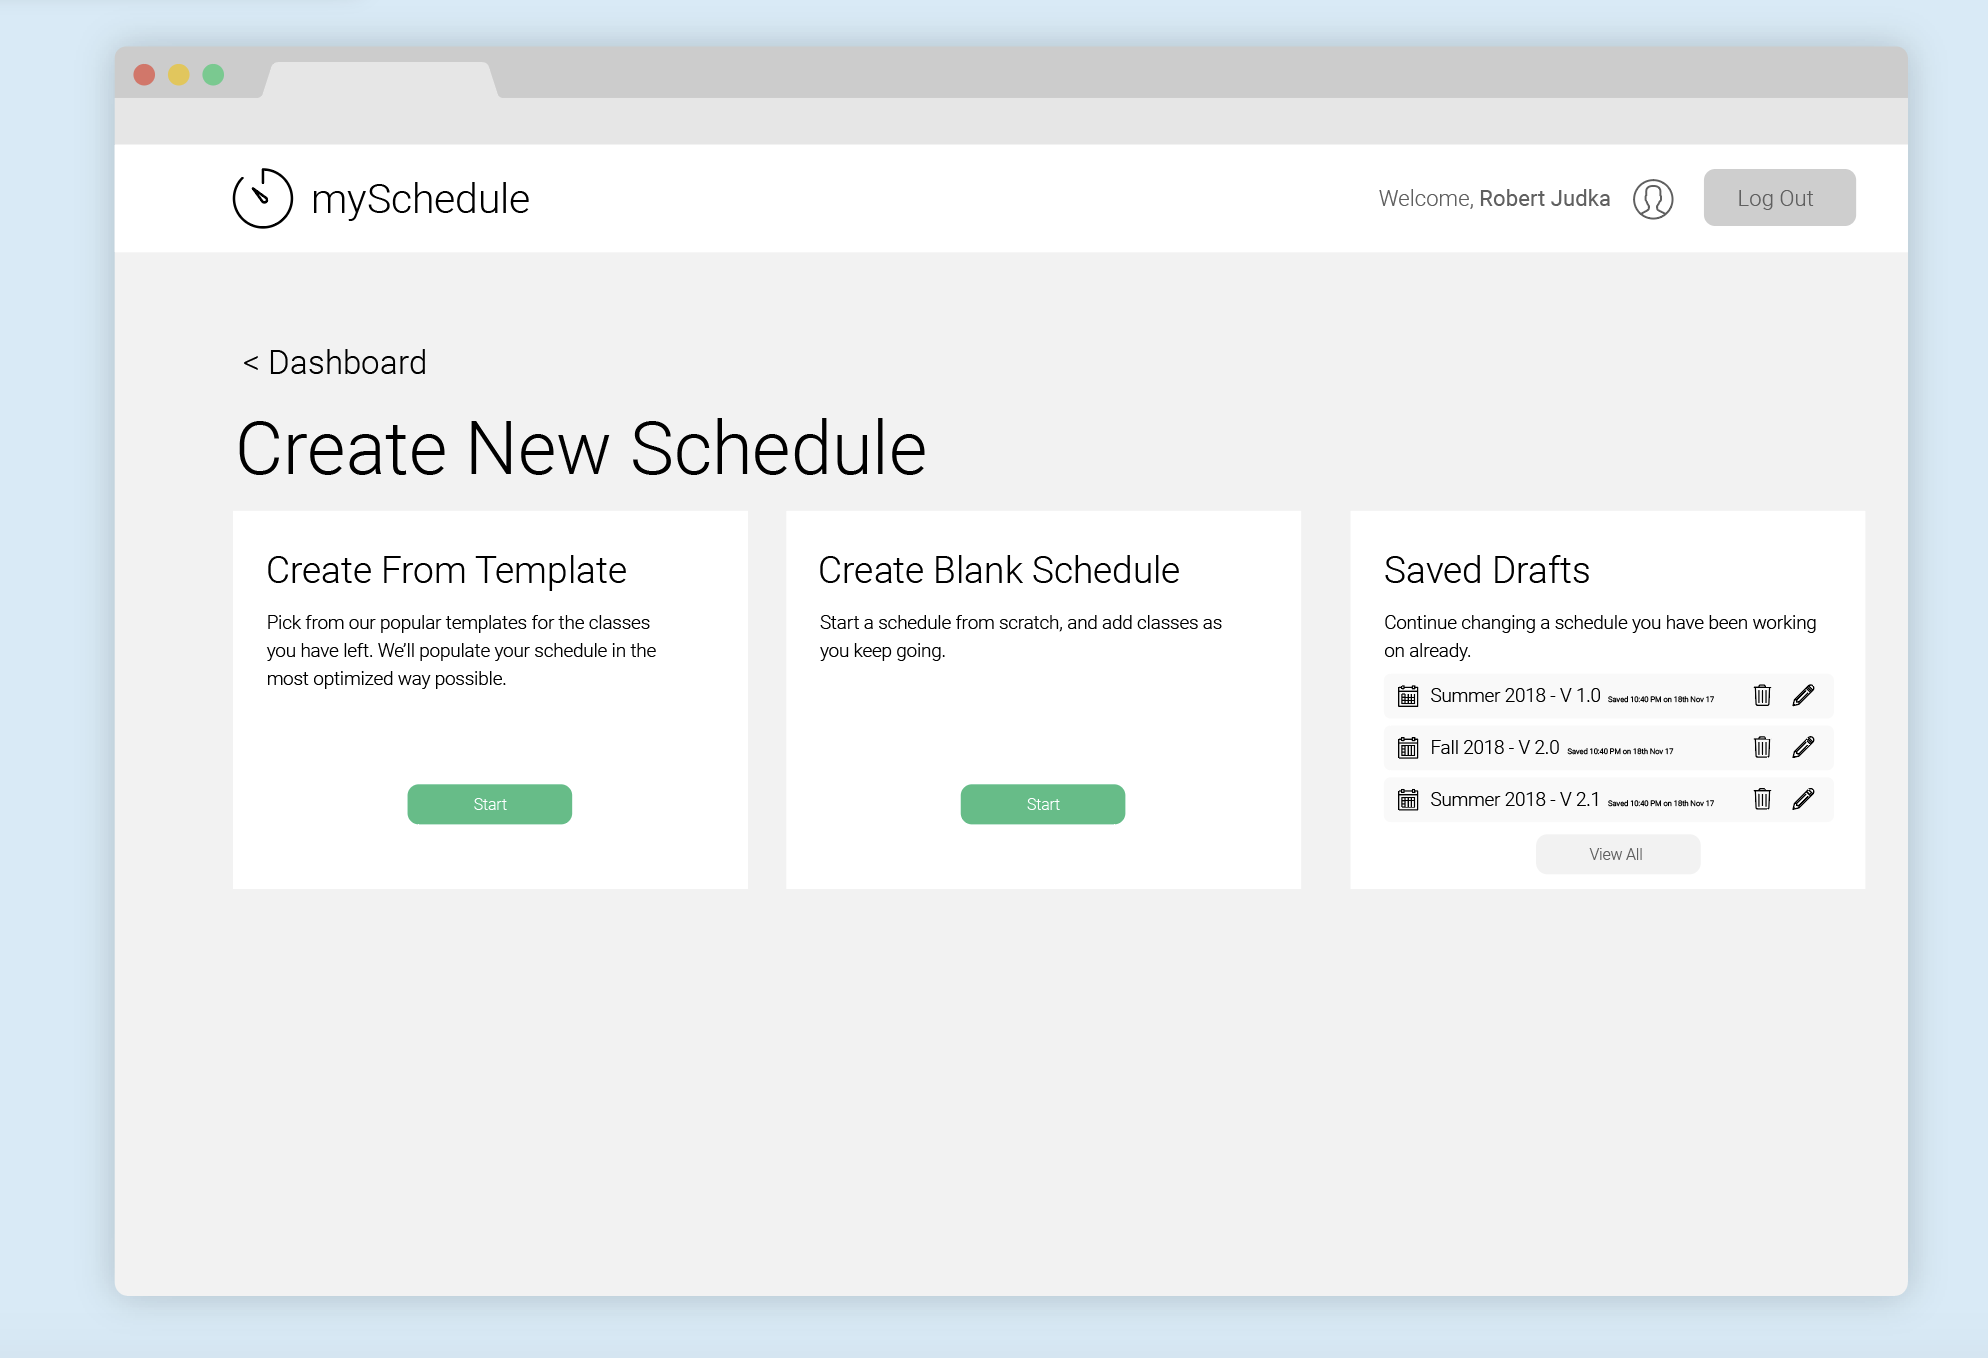 mySchedule
Welcome, Robert Judka
Log Out
< Dashboard
Create New Schedule
Create From Template
Pick from our popular templates for the classes
you have left. We'll populate your schedule in the
most optimized way possible.
Start
Create Blank Schedule
Start a schedule from scratch, and add classes as
you keep going.
Start
Saved Drafts
Continue changing a schedule you have been working
on already.
Summer 2018 - V 1.0 Saved 10:40 PM on 18th Nov 17
Fall 2018 - V 2.0 Saved 10:40 PM on 18th Nov 17
Summer 2018 - V 2.1 Saved 10:40 PM on 18th Nov 17
View All